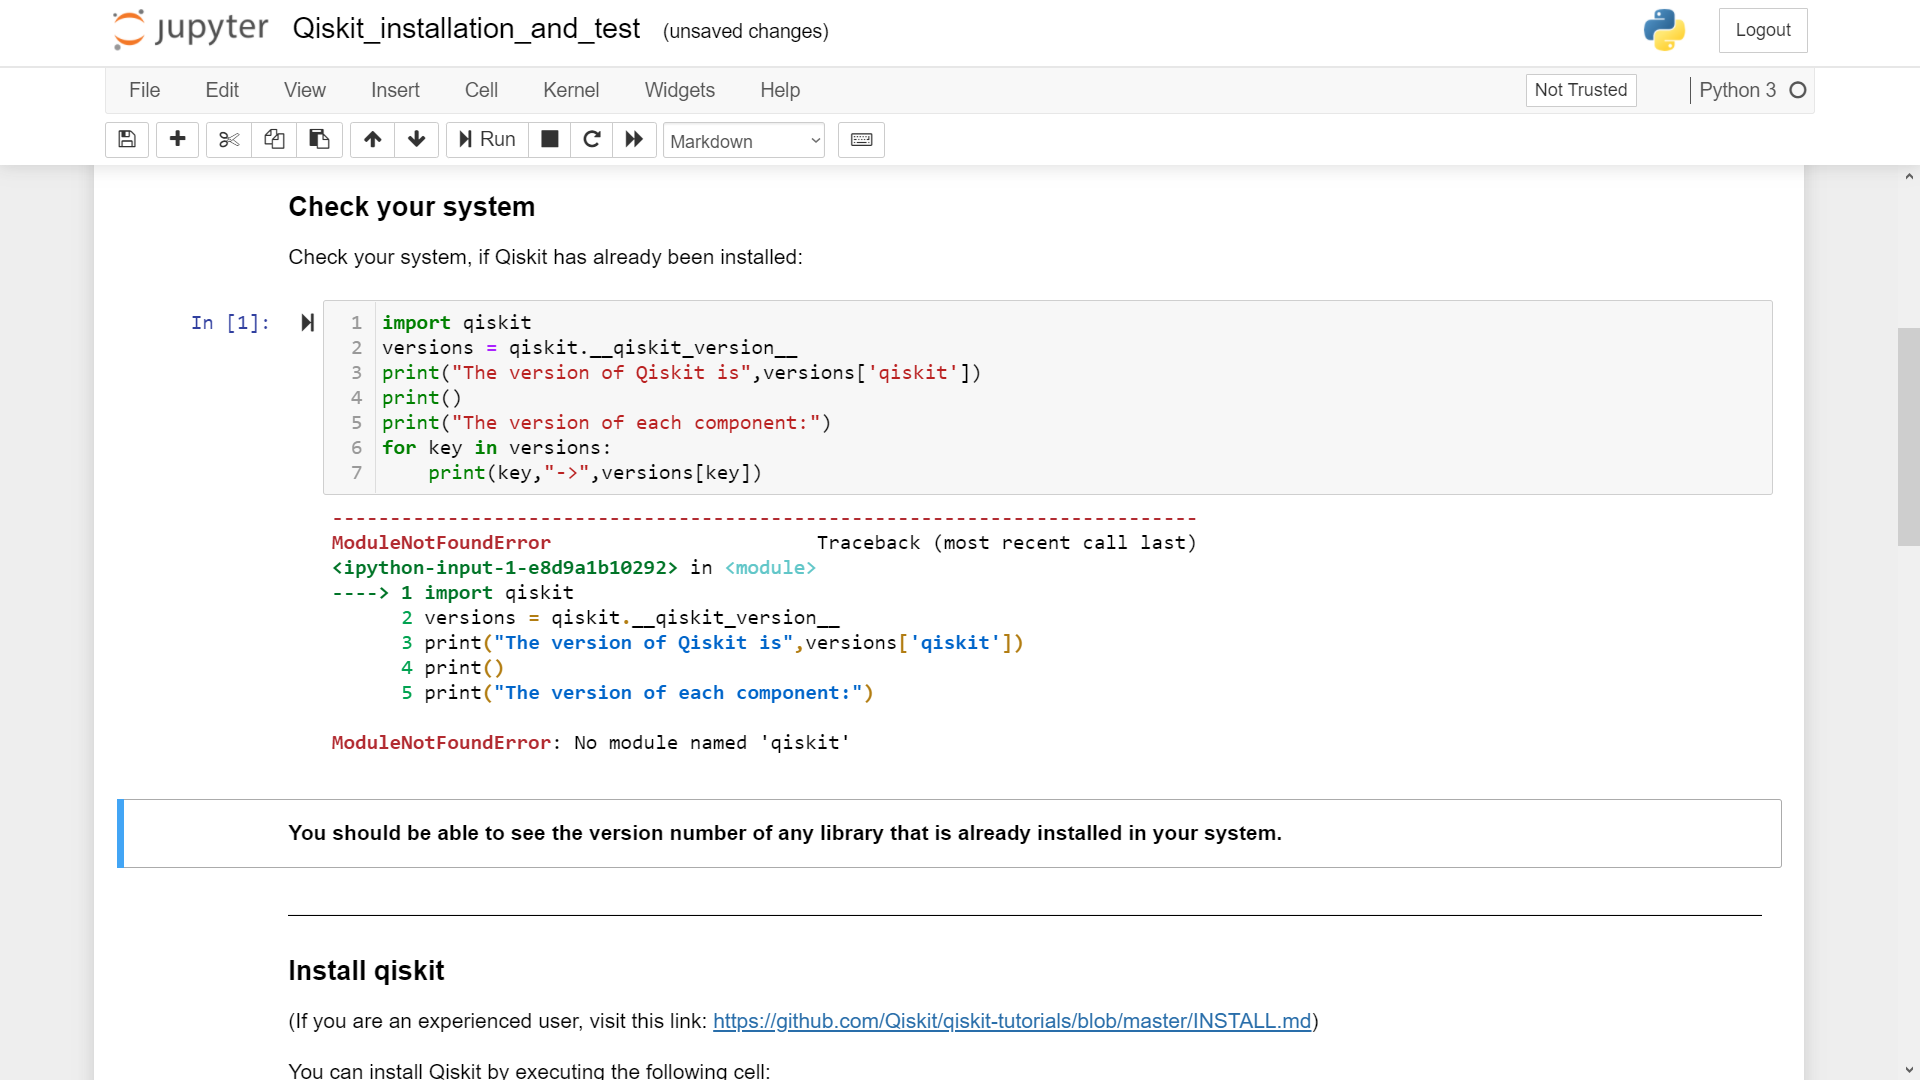 jupyter Qiskit_installation_and_test (unsaved changes) Logout
File Edit View Insert Cell Kernel Widgets Help Not Trusted Python 3
Run Markdown
Check your system
Check your system, if Qiskit has already been installed:
In [1]:
1 import qiskit
2 versions = qiskit.__qiskit_version__
3 print("The version of Qiskit is",versions['qiskit'])
4 print()
5 print("The version of each component:")
6 for key in versions:
7     print(key,"->",versions[key])
---------------------------------------------------------------------------
ModuleNotFoundError                       Traceback (most recent call last)
<ipython-input-1-e8d9a1b10292> in <module>
----> 1 import qiskit
      2 versions = qiskit.__qiskit_version__
      3 print("The version of Qiskit is",versions['qiskit'])
      4 print()
      5 print("The version of each component:")
ModuleNotFoundError: No module named 'qiskit'
You should be able to see the version number of any library that is already installed in your system.
Install qiskit
(If you are an experienced user, visit this link: https://github.com/Qiskit/qiskit-tutorials/blob/master/INSTALL.md)
You can install Qiskit by executing the following cell: